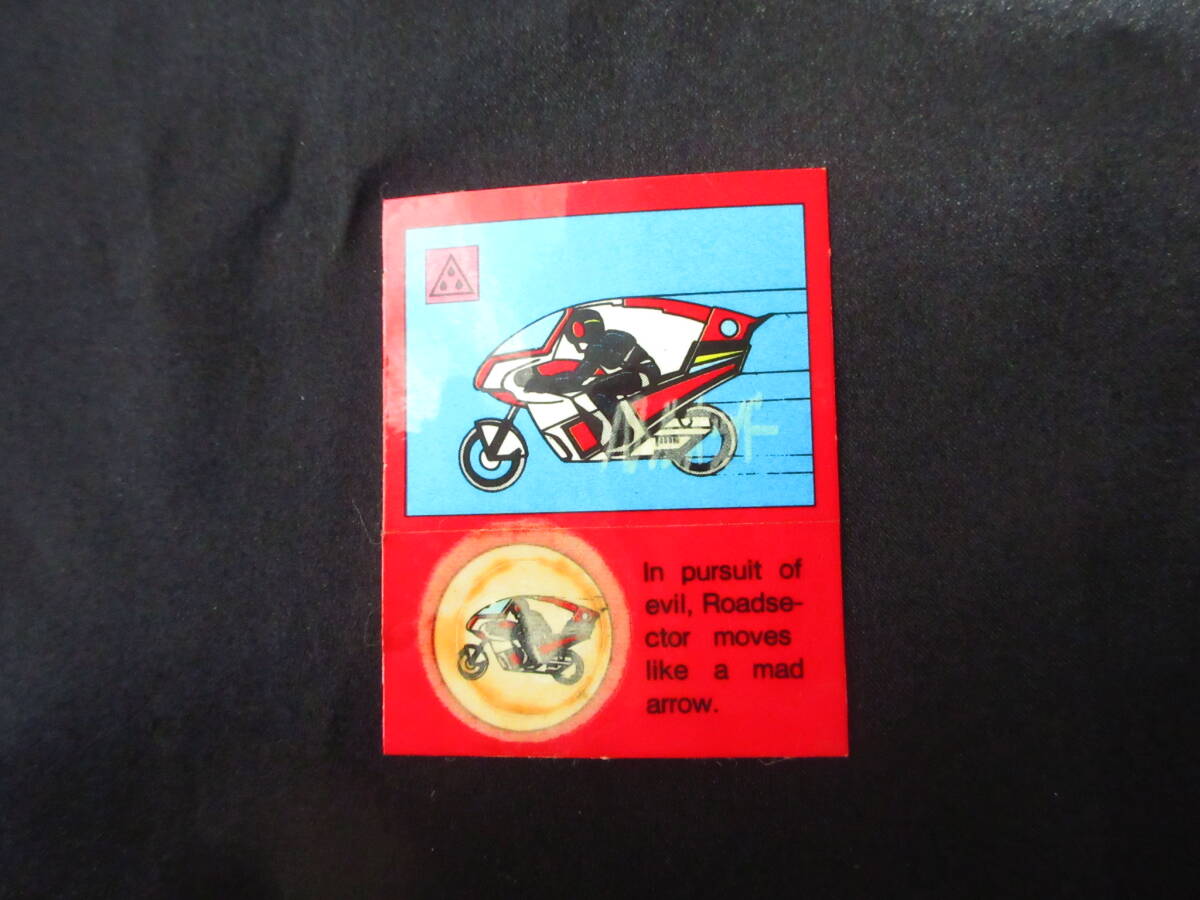 In pursuit of
evil, Roadse-
ctor moves
like a mad
arrow.